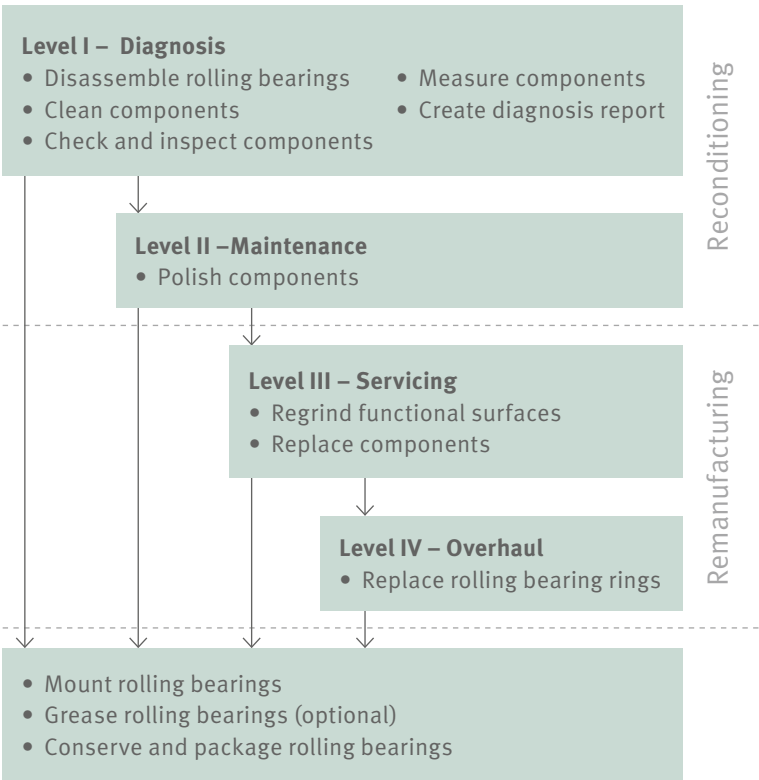 Level I – Diagnosis
• Disassemble rolling bearings
• Clean components
• Check and inspect components
• Measure components
• Create diagnosis report
Reconditioning
Level II –Maintenance
• Polish components
Level III – Servicing
• Regrind functional surfaces
• Replace components
Remanufacturing
Level IV – Overhaul
• Replace rolling bearing rings
• Mount rolling bearings
• Grease rolling bearings (optional)
• Conserve and package rolling bearings